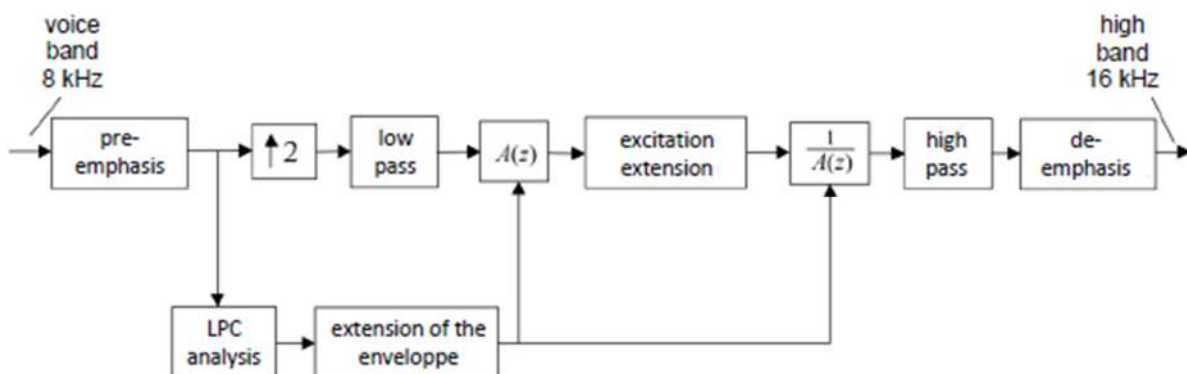 voice
band
8 kHz
high
band
16 kHz
pre-
emphasis
↑2
low
pass
A(z)
excitation
extension
1
A(z)
high
pass
de-
emphasis
LPC
analysis
extension of the
enveloppe